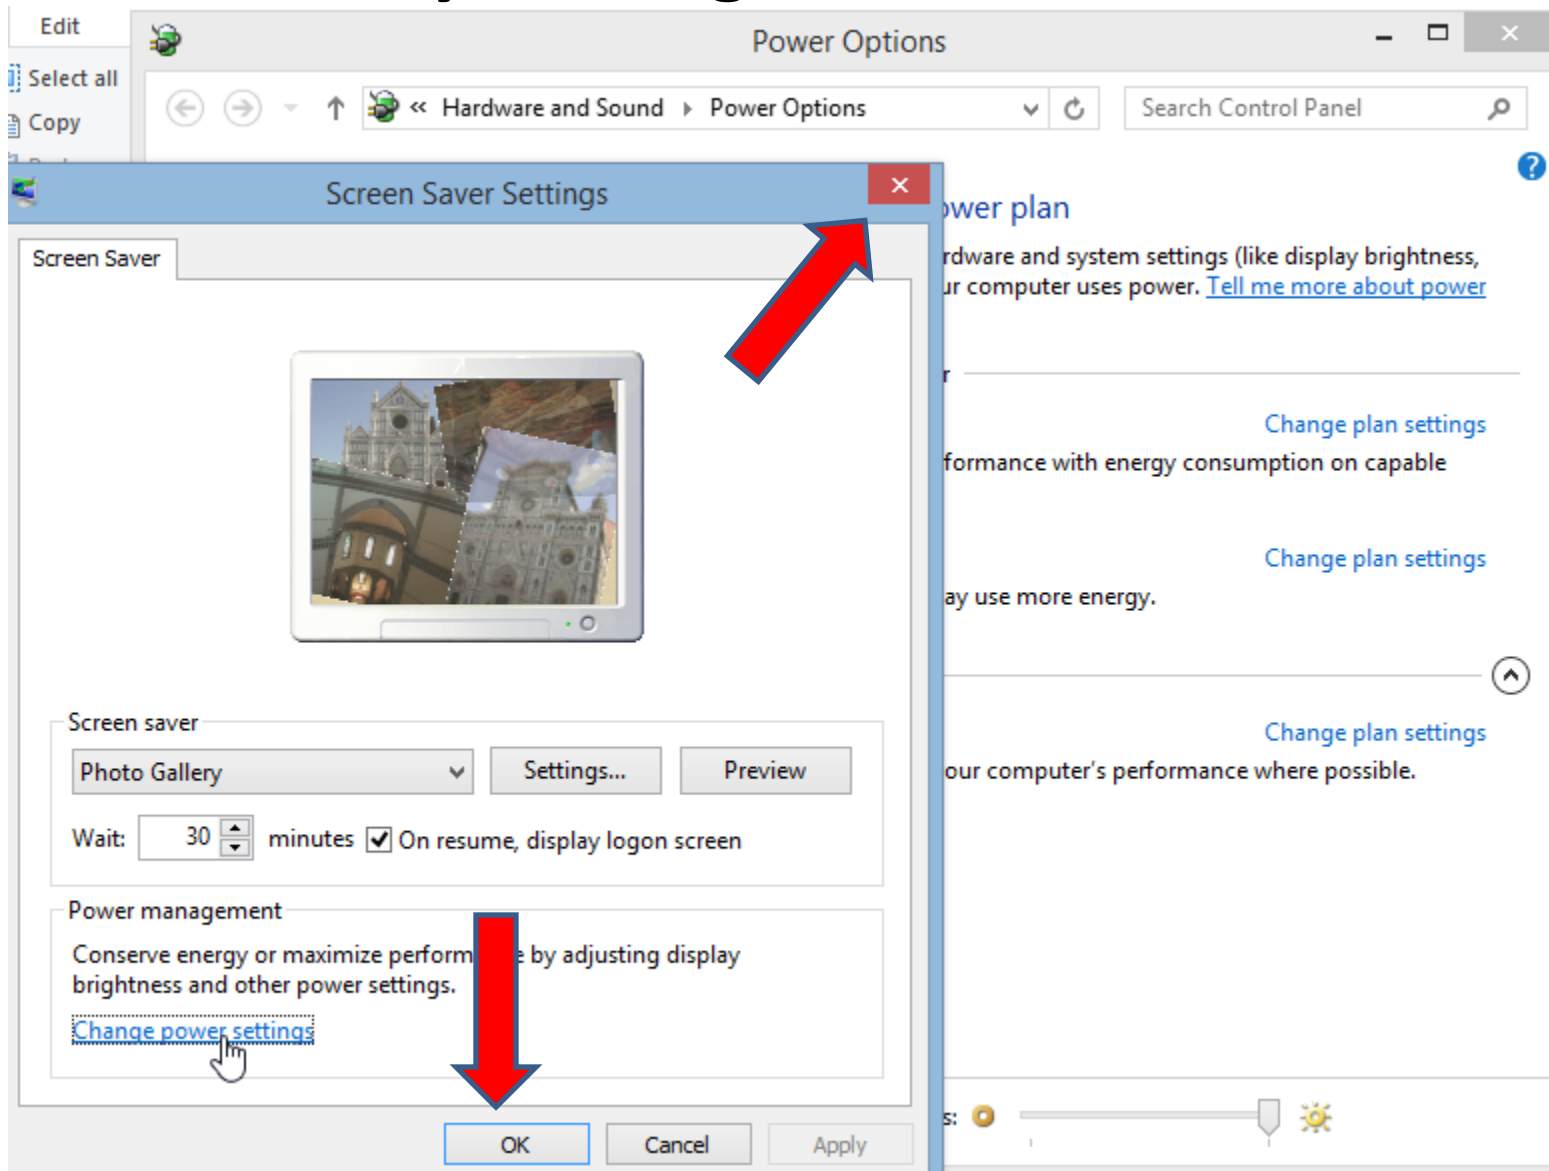 Edit
Power Options
Select all
« Hardware and Sound Power Options
Search Control Panel
Copy
Screen Saver Settings
ower plan
Screen Saver
rdware and system settings (like display brightness,
ur computer uses power. Tell me more about power
r
Change plan settings
formance with energy consumption on capable
Change plan settings
ay use more energy.
Screen saver
Change plan settings
Photo Gallery
Settings...
Preview
our computer's performance where possible.
Wait: 30 minutes On resume, display logon screen
Power management
Conserve energy or maximize perform e by adjusting display
brightness and other power settings.
Change power settings
s:
OK
Cancel
Apply